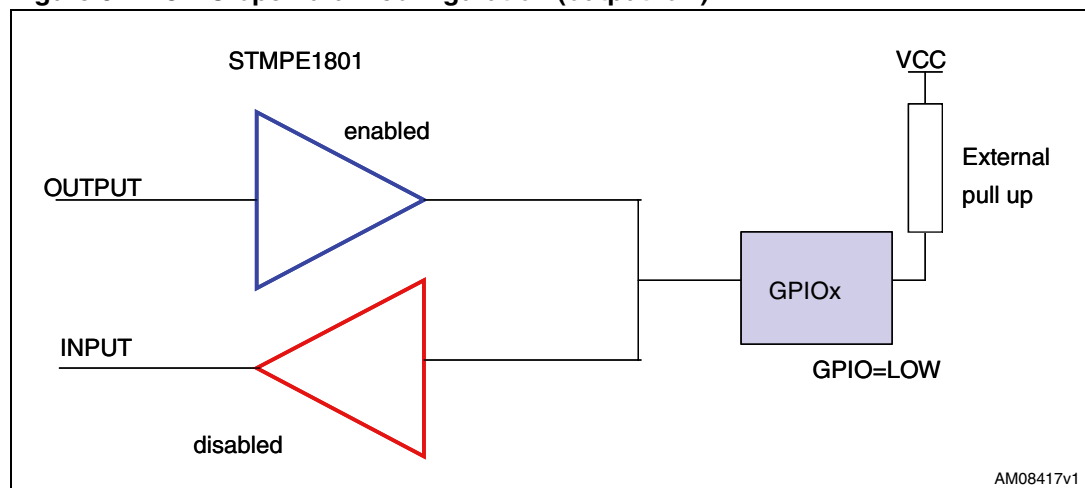 STMPE1801
VCC
enabled
External
pull up
OUTPUT
GPIOx
INPUT
GPIO=LOW
disabled
AM08417v1